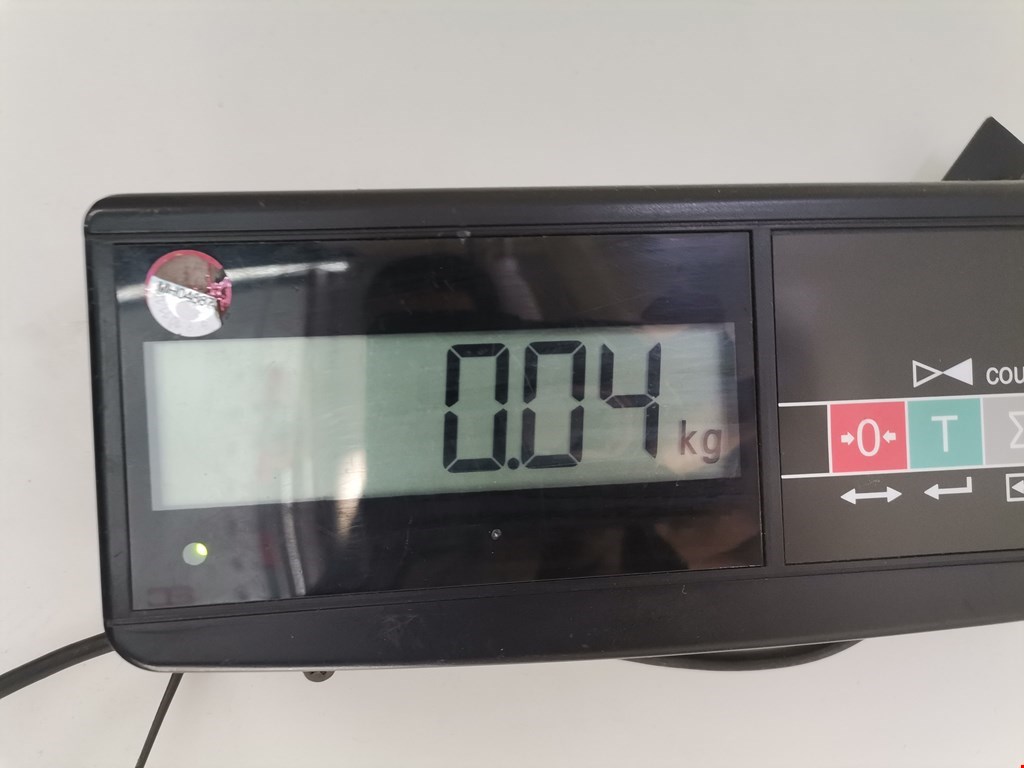 0.04 kg
COU
→0← T Σ